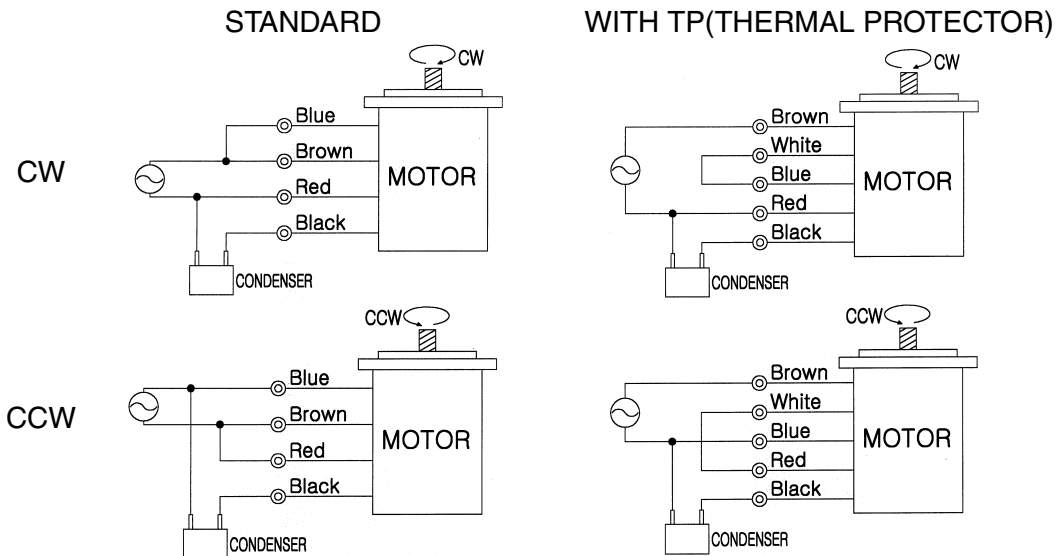 STANDARD
WITH TP(THERMAL PROTECTOR)
CW
CW
Blue
Brown
Red
Black
MOTOR
CONDENSER
CW
Brown
White
Blue
Red
Black
MOTOR
CONDENSER
CCW
CCW
Blue
Brown
Red
Black
MOTOR
CONDENSER
CCW
Brown
White
Blue
Red
Black
MOTOR
CONDENSER